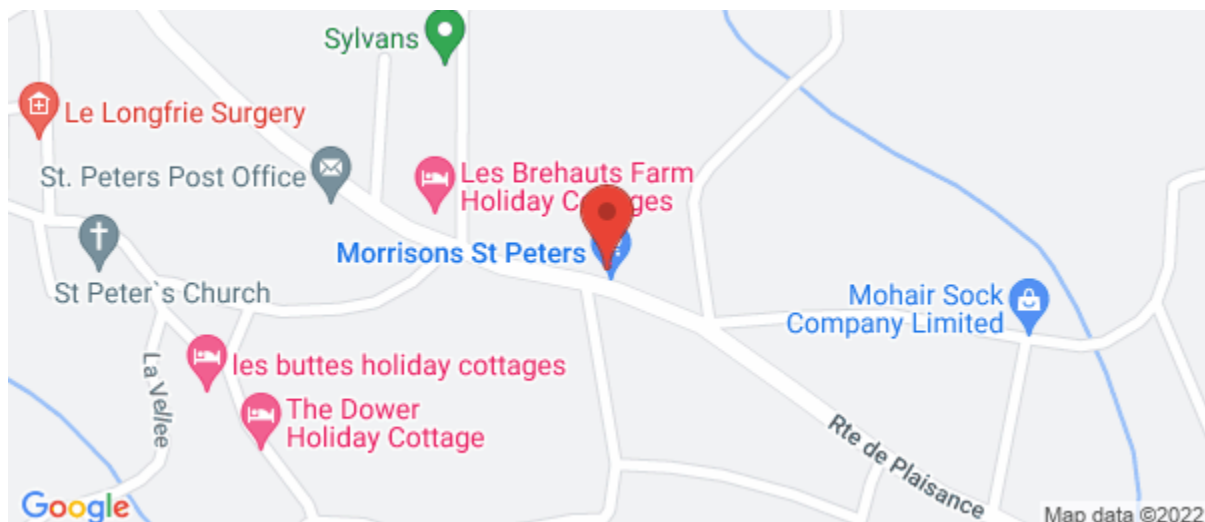 Sylvans
Le Longfrie Surgery
St. Peters Post Office
Les Brehauts Farm
Holiday Cottages
Morrisons St Peters
St Peter`s Church
Mohair Sock
Company Limited
les buttes holiday cottages
La Vellee
The Dower
Holiday Cottage
Rte de Plaisance
Google
Map data ©2022